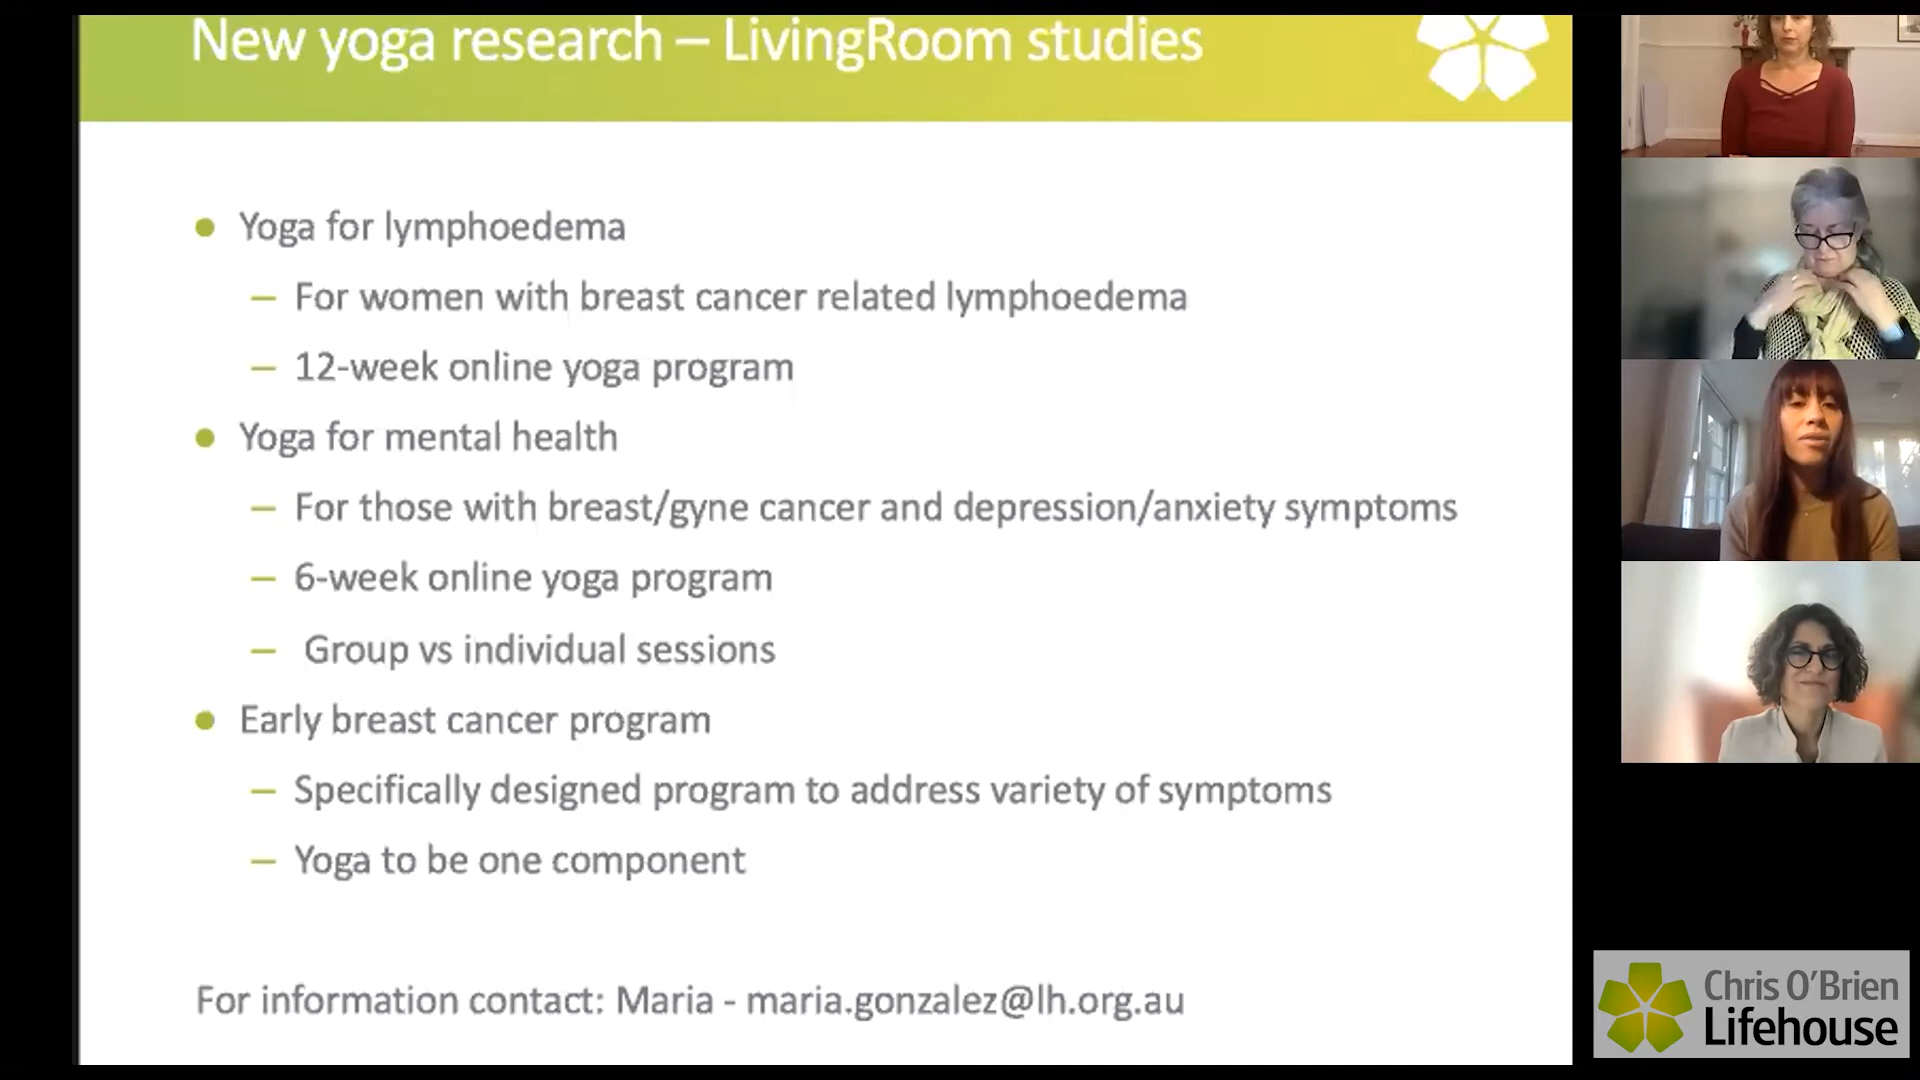 New yoga research – LivingRoom studies
Yoga for lymphoedema
– For women with breast cancer related lymphoedema
– 12-week online yoga program
Yoga for mental health
– For those with breast/gyne cancer and depression/anxiety symptoms
– 6-week online yoga program
– Group vs individual sessions
Early breast cancer program
– Specifically designed program to address variety of symptoms
– Yoga to be one component
For information contact: Maria - maria.gonzalez@lh.org.au
Chris O'Brien
Lifehouse